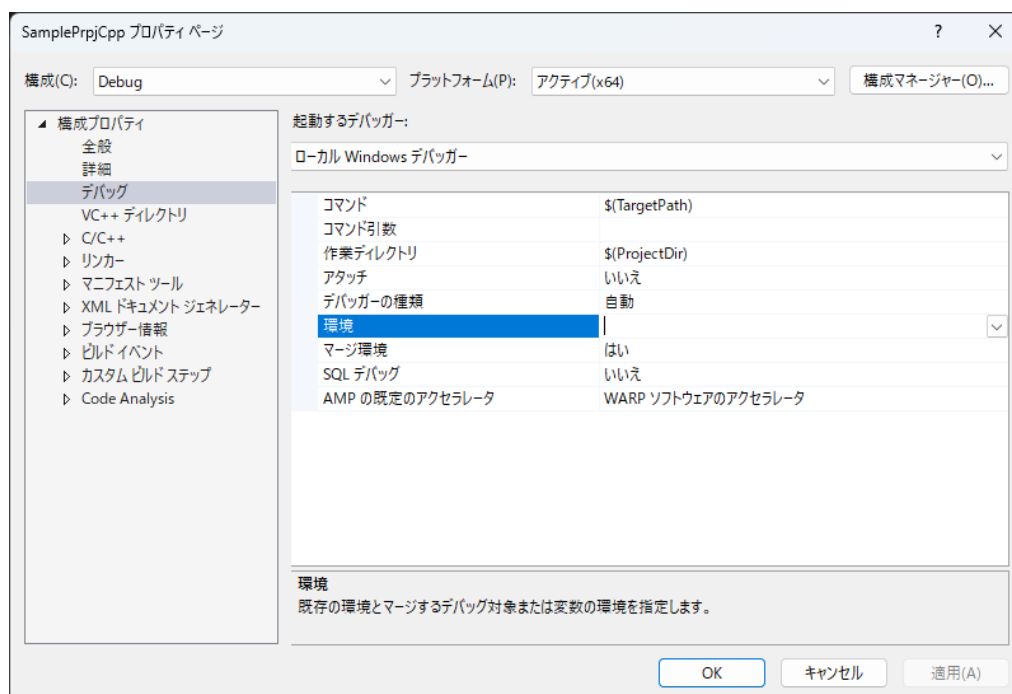 SamplePrpjCpp プロパティ ページ
?
構成(C): Debug プラットフォーム(P): アクティブ(x64) 構成マネージャー(O)...
構成プロパティ
全般
詳細
デバッグ
VC++ ディレクトリ
C/C++
リンカー
マニフェスト ツール
XML ドキュメント ジェネレーター
ブラウザー情報
ビルド イベント
カスタム ビルド ステップ
Code Analysis
起動するデバッガー:
ローカル Windows デバッガー
コマンド $(TargetPath)
コマンド引数
作業ディレクトリ $(ProjectDir)
アタッチ いいえ
デバッガーの種類 自動
環境
マージ環境 はい
SQL デバッグ いいえ
AMP の既定のアクセラレータ WARP ソフトウェアのアクセラレータ
環境
既存の環境とマージするデバッグ対象または変数の環境を指定します。
OK キャンセル 適用(A)